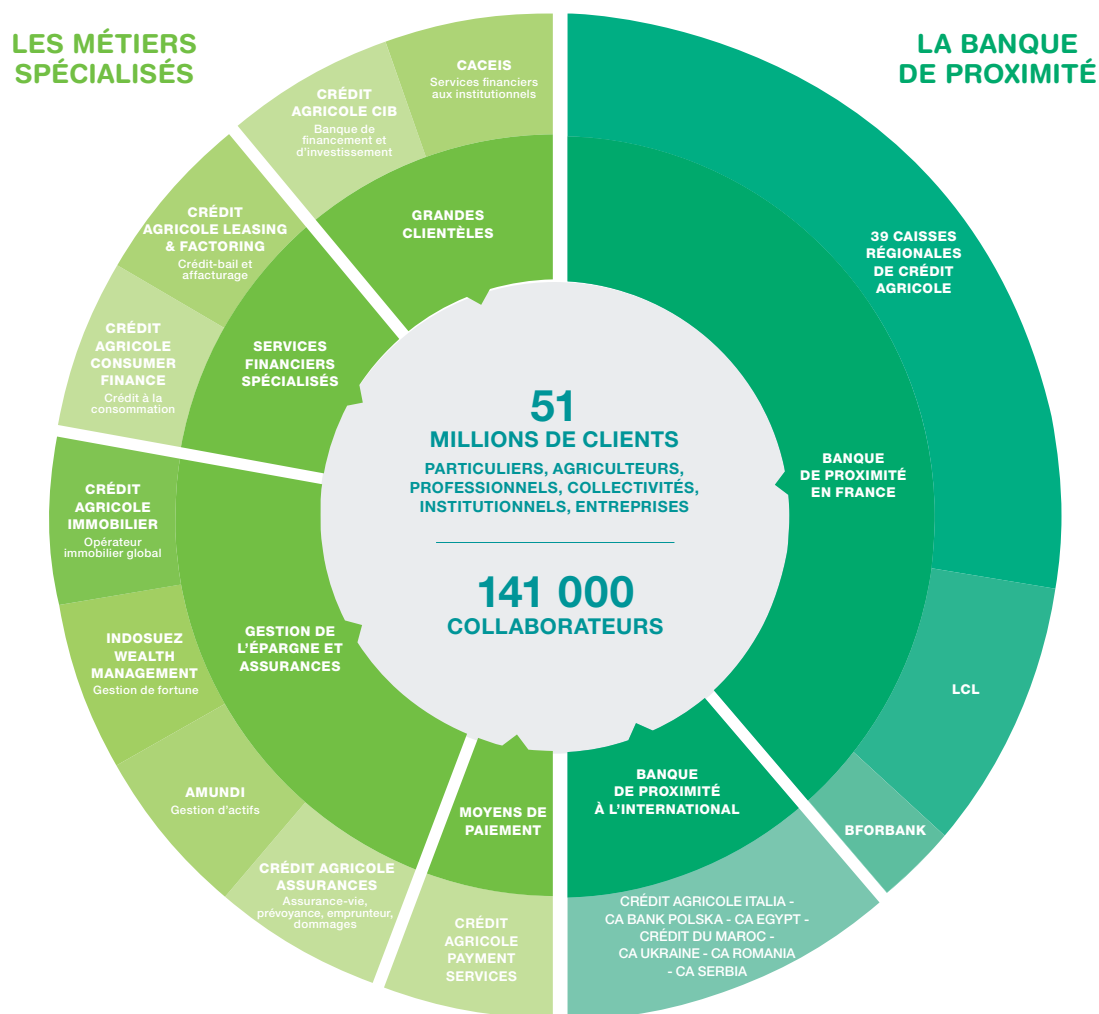 LES MÉTIERS
SPÉCIALISÉS
LA BANQUE
DE PROXIMITÉ
CACEIS
Services financiers
aux institutionnels
CRÉDIT
AGRICOLE CIB
Banque de
financement et
d'investissement
GRANDES
CLIENTÈLES
CRÉDIT
AGRICOLE LEASING
& FACTORING
Crédit-bail et
affacturage
CRÉDIT
AGRICOLE
CONSUMER
FINANCE
Crédit à la
consommation
SERVICES
FINANCIERS
SPÉCIALISÉS
39 CAISSES
RÉGIONALES
DE CRÉDIT
AGRICOLE
BANQUE
DE PROXIMITÉ
EN FRANCE
51
MILLIONS DE CLIENTS
PARTICULIERS, AGRICULTEURS,
PROFESSIONNELS, COLLECTIVITÉS,
INSTITUTIONNELS, ENTREPRISES
141 000
COLLABORATEURS
CRÉDIT
AGRICOLE
IMMOBILIER
Opérateur
immobilier global
INDOSUEZ
WEALTH
MANAGEMENT
Gestion de fortune
GESTION DE
L'ÉPARGNE ET
ASSURANCES
AMUNDI
Gestion d'actifs
CRÉDIT AGRICOLE
ASSURANCES
Assurance-vie,
prévoyance, emprunteur,
dommages
MOYENS DE
PAIEMENT
CRÉDIT
AGRICOLE
PAYMENT
SERVICES
BANQUE
DE PROXIMITÉ
À L'INTERNATIONAL
CRÉDIT AGRICOLE ITALIA -
CA BANK POLSKA - CA EGYPT -
CRÉDIT DU MAROC -
CA UKRAINE - CA ROMANIA
- CA SERBIA
LCL
BFORBANK